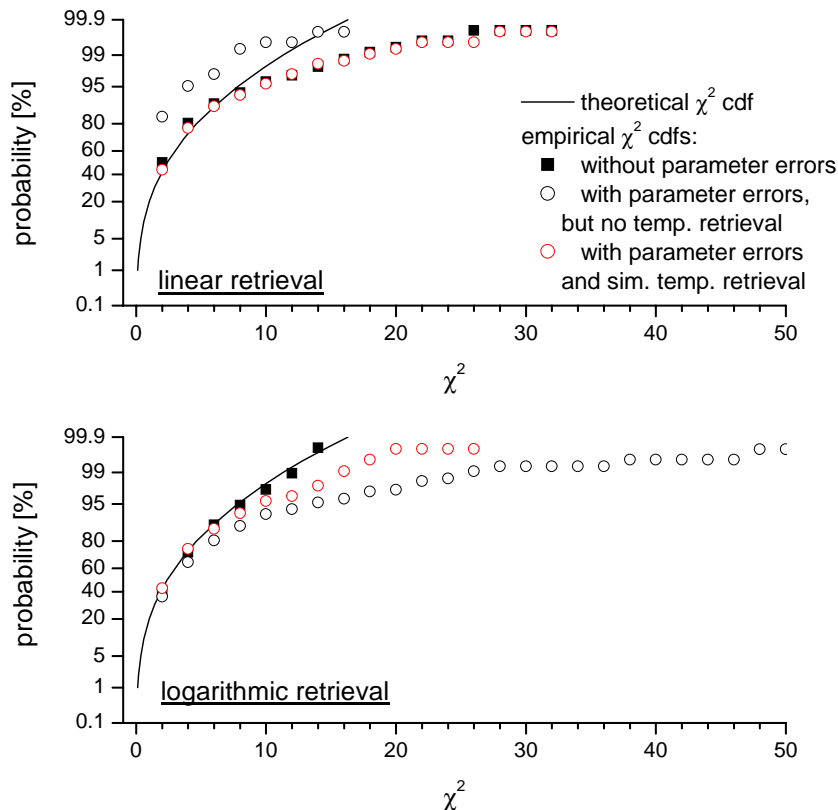 99.9
99
95
80
60
40
20
5
1
0.1
probability [%]
theoretical χ² cdf
empirical χ² cdfs:
without parameter errors
with parameter errors,
but no temp. retrieval
with parameter errors
and sim. temp. retrieval
linear retrieval
0 10 20 30 40 50
χ²
99.9
99
95
80
60
40
20
5
1
0.1
probability [%]
logarithmic retrieval
0 10 20 30 40 50
χ²